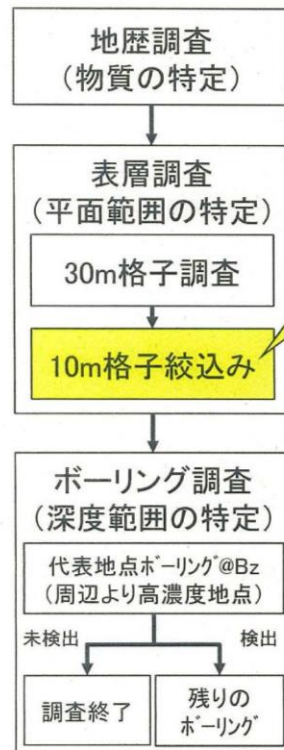 地歴調査
(物質の特定)
表層調査
(平面範囲の特定)
30m格子調査
10m格子絞込み
ボーリング調査
(深度範囲の特定)
代表地点ﾎﾞｰﾘﾝｸﾞ@Bz
(周辺より高濃度地点)
未検出
検出
調査終了
残りの
ﾎﾞｰﾘﾝｸﾞ